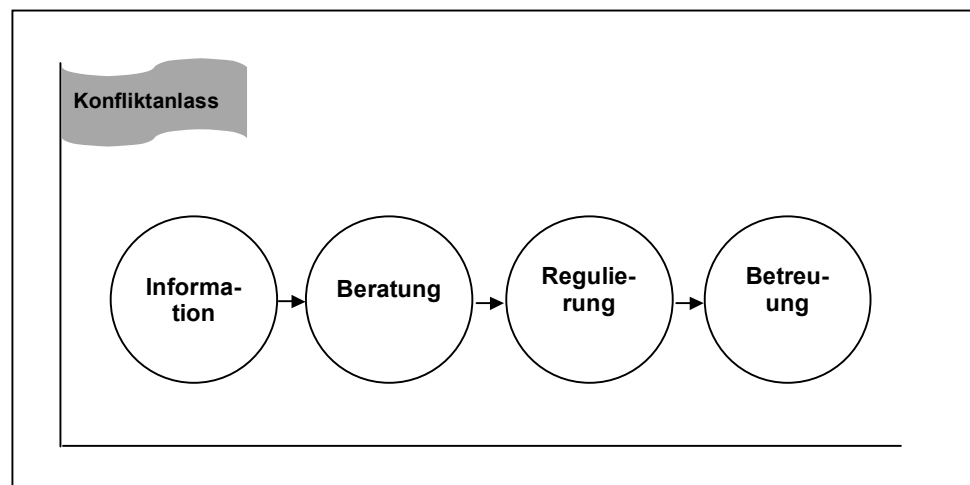 Konfliktanlass
Informa-
tion
Beratung
Regulie-
rung
Betreu-
ung